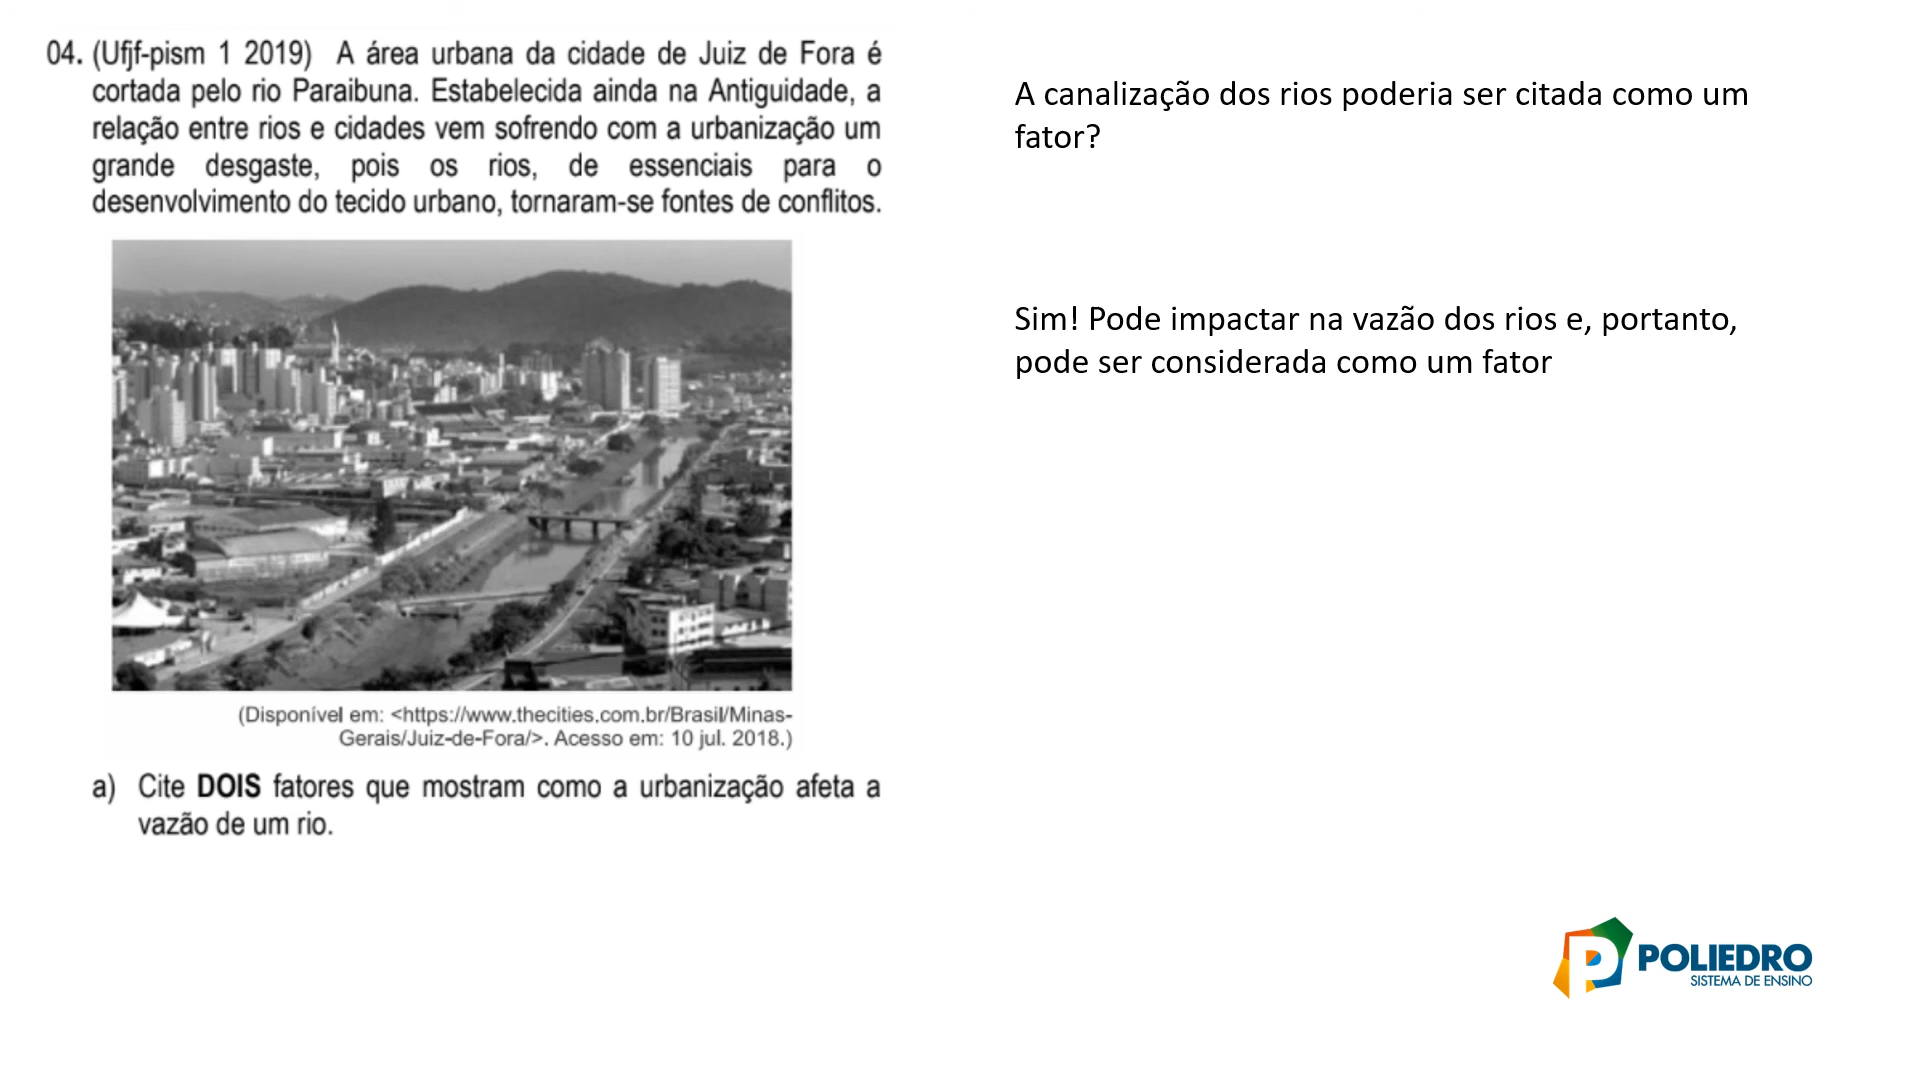 04. (Ufjf-pism 1 2019) A área urbana da cidade de Juiz de Fora é
cortada pelo rio Paraibuna. Estabelecida ainda na Antiguidade, a
relação entre rios e cidades vem sofrendo com a urbanização um
grande desgaste, pois os rios, de essenciais para o
desenvolvimento do tecido urbano, tornaram-se fontes de conflitos.
(Disponível em: <https://www.thecities.com.br/Brasil/Minas-
Gerais/Juiz-de-Fora/>. Acesso em: 10 jul. 2018.)
a) Cite DOIS fatores que mostram como a urbanização afeta a
vazão de um rio.
A canalização dos rios poderia ser citada como um
fator?
Sim! Pode impactar na vazão dos rios e, portanto,
pode ser considerada como um fator
POLIEDRO
SISTEMA DE ENSINO